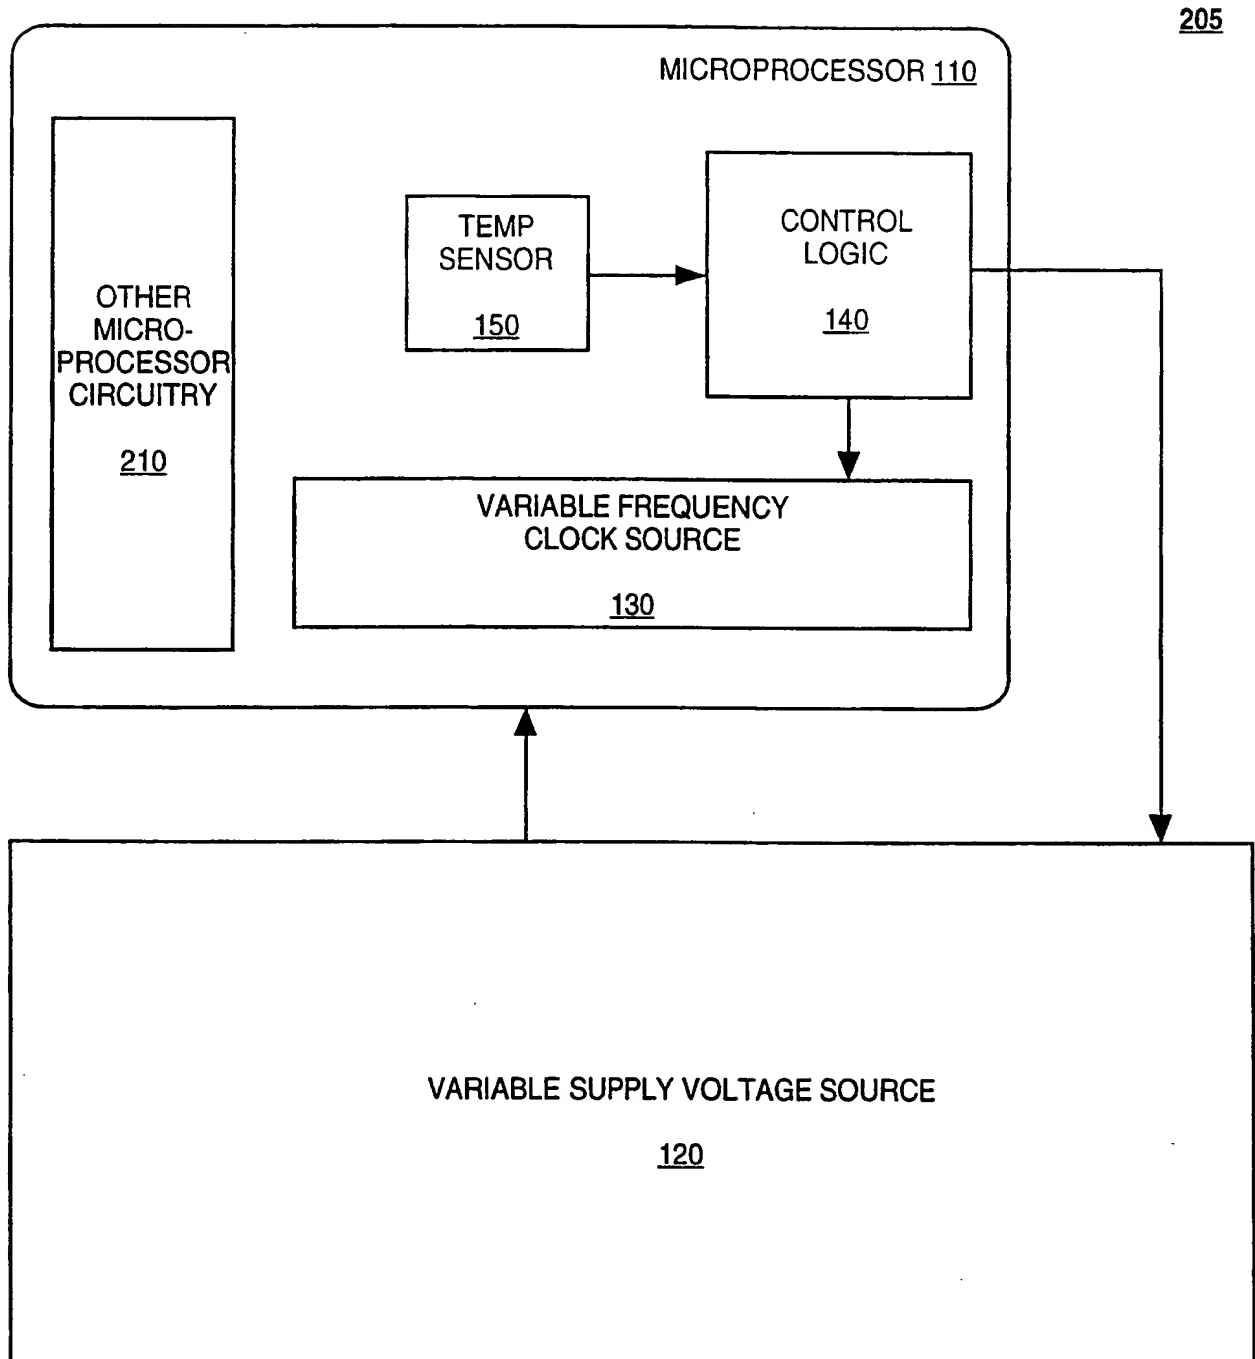 205
MICROPROCESSOR 110
TEMP
SENSOR
150
CONTROL
LOGIC
140
OTHER
MICRO-
PROCESSOR
CIRCUITRY
210
VARIABLE FREQUENCY
CLOCK SOURCE
130
VARIABLE SUPPLY VOLTAGE SOURCE
120